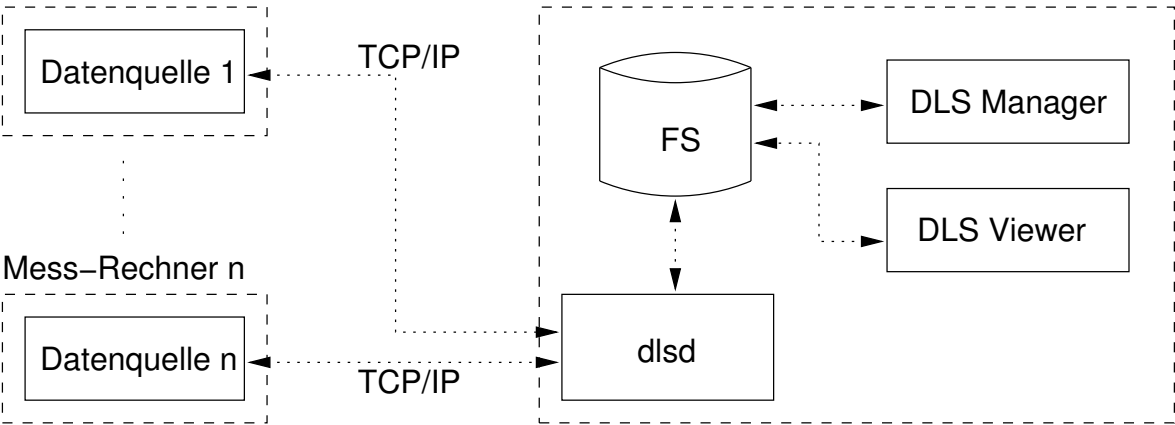 Datenquelle 1
TCP/IP
FS
DLS Manager
DLS Viewer
Mess−Rechner n
Datenquelle n
TCP/IP
dlsd